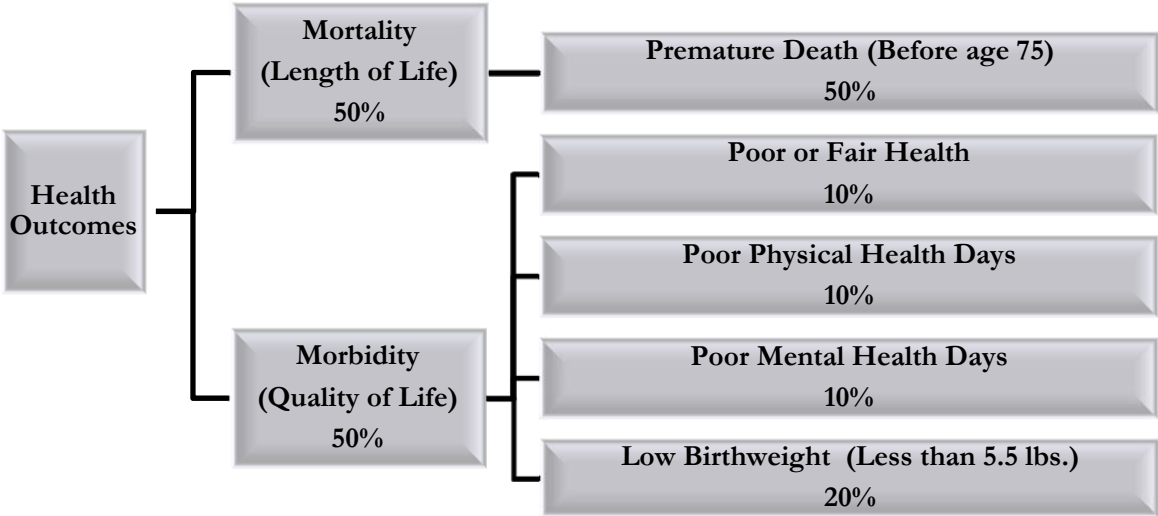 Health
Outcomes
Mortality
(Length of Life)
50%
Premature Death (Before age 75)
50%
Morbidity
(Quality of Life)
50%
Poor or Fair Health
10%
Poor Physical Health Days
10%
Poor Mental Health Days
10%
Low Birthweight  (Less than 5.5 lbs.)
20%